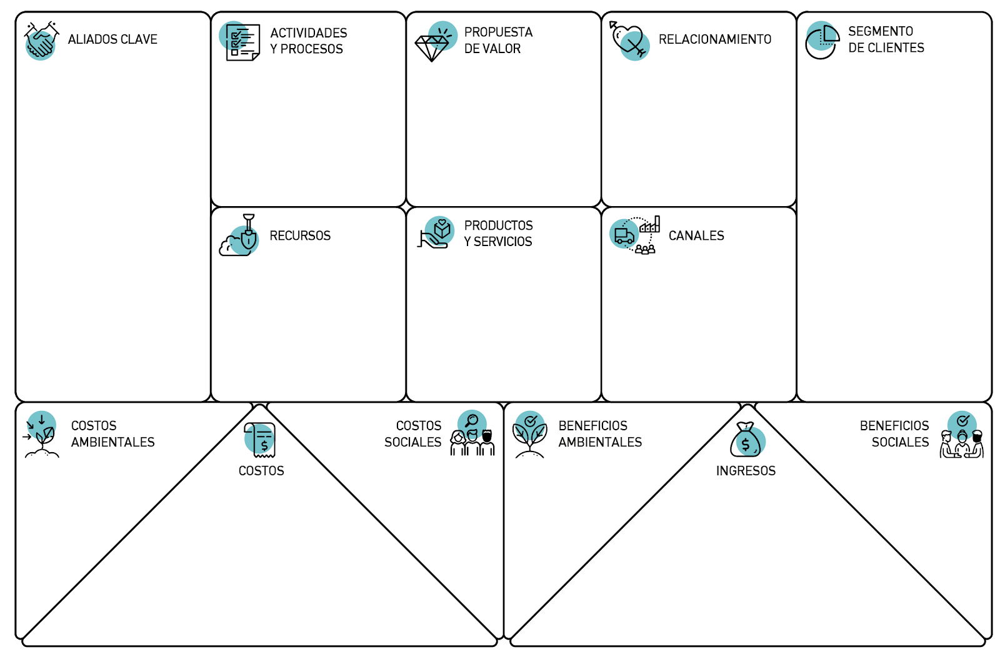 ALIADOS CLAVE
ACTIVIDADES
Y PROCESOS
PROPUESTA
DE VALOR
RELACIONAMIENTO
SEGMENTO
DE CLIENTES
RECURSOS
PRODUCTOS
Y SERVICIOS
CANALES
COSTOS
AMBIENTALES
$
COSTOS
COSTOS
SOCIALES
BENEFICIOS
AMBIENTALES
$
INGRESOS
BENEFICIOS
SOCIALES